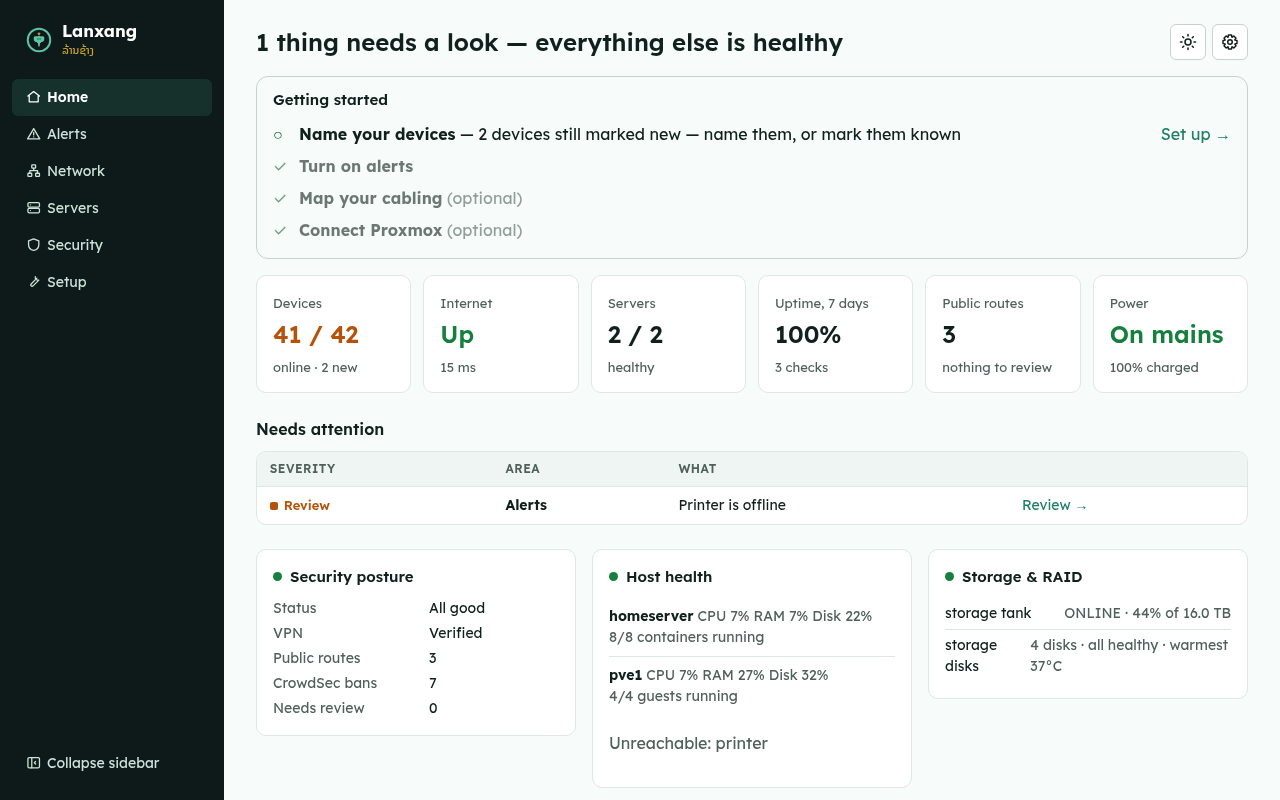 Lanxang
ລ້ານຊ້າງ
Home
Alerts
Network
Servers
Security
Setup
Collapse sidebar
1 thing needs a look — everything else is healthy
Getting started
○ Name your devices — 2 devices still marked new — name them, or mark them known Set up →
✓ Turn on alerts
✓ Map your cabling (optional)
✓ Connect Proxmox (optional)
Devices
41 / 42
online · 2 new
Internet
Up
15 ms
Servers
2 / 2
healthy
Uptime, 7 days
100%
3 checks
Public routes
3
nothing to review
Power
On mains
100% charged
Needs attention
SEVERITY AREA WHAT
Review Alerts Printer is offline Review →
Security posture
Status All good
VPN Verified
Public routes 3
CrowdSec bans 7
Needs review 0
Host health
homeserver CPU 7% RAM 7% Disk 22%
8/8 containers running
pve1 CPU 7% RAM 27% Disk 32%
4/4 guests running
Unreachable: printer
Storage & RAID
storage tank ONLINE · 44% of 16.0 TB
storage disks 4 disks · all healthy · warmest 37°C